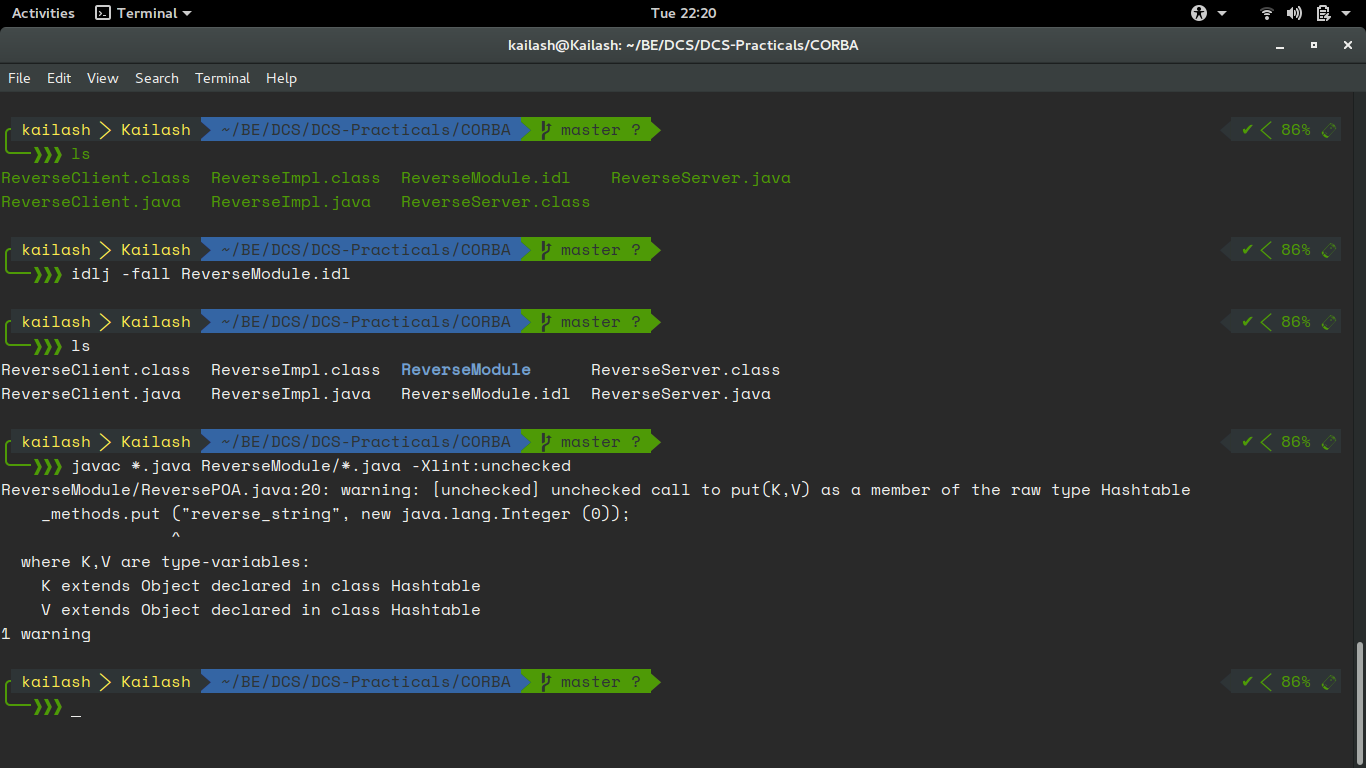 Activities Terminal Tue 22:20
kailash@Kailash: ~/BE/DCS/DCS-Practicals/CORBA
File Edit View Search Terminal Help
kailash Kailash ~/BE/DCS/DCS-Practicals/CORBA master ? ✔ 86%
❯❯❯ ls
ReverseClient.class ReverseImpl.class ReverseModule.idl ReverseServer.java
ReverseClient.java ReverseImpl.java ReverseServer.class
kailash Kailash ~/BE/DCS/DCS-Practicals/CORBA master ? ✔ 86%
❯❯❯ idlj -fall ReverseModule.idl
kailash Kailash ~/BE/DCS/DCS-Practicals/CORBA master ? ✔ 86%
❯❯❯ ls
ReverseClient.class ReverseImpl.class ReverseModule ReverseServer.class
ReverseClient.java ReverseImpl.java ReverseModule.idl ReverseServer.java
kailash Kailash ~/BE/DCS/DCS-Practicals/CORBA master ? ✔ 86%
❯❯❯ javac *.java ReverseModule/*.java -Xlint:unchecked
ReverseModule/ReversePOA.java:20: warning: [unchecked] unchecked call to put(K,V) as a member of the raw type Hashtable
_methods.put ("reverse_string", new java.lang.Integer (0));
^
where K,V are type-variables:
K extends Object declared in class Hashtable
V extends Object declared in class Hashtable
1 warning
kailash Kailash ~/BE/DCS/DCS-Practicals/CORBA master ? ✔ 86%
❯❯❯ _